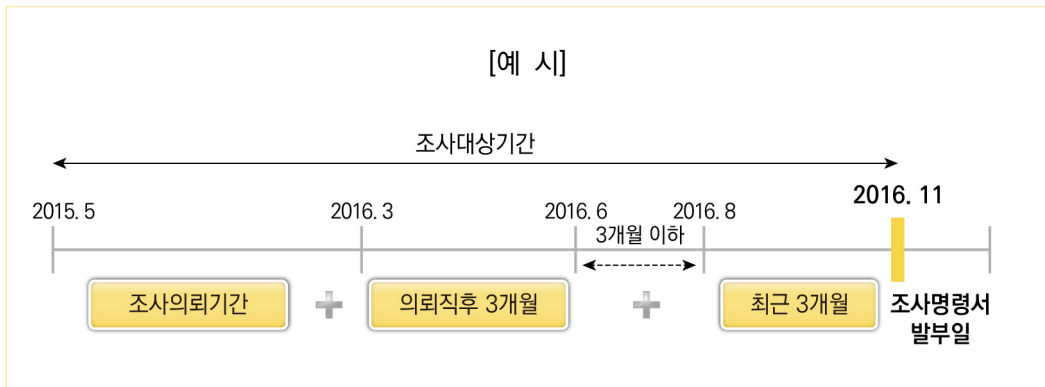 [예 시]
조사대상기간
2016. 11
2015. 5
2016. 3
2016. 6
2016. 8
3개월 이하
조사의뢰기간
의뢰직후 3개월
최근 3개월
조사명령서
발부일